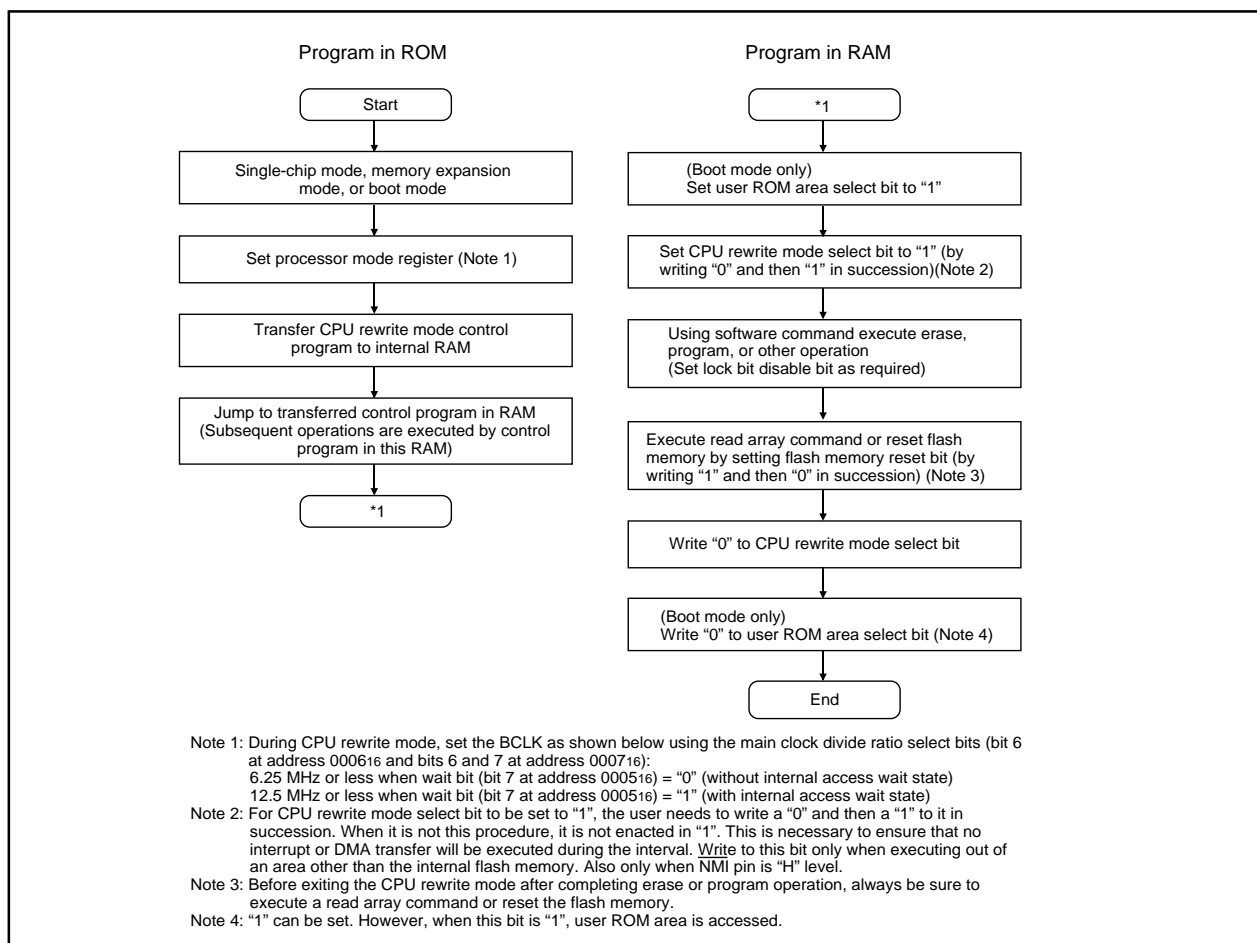 Program in ROM
Start
Single-chip mode, memory expansion
mode, or boot mode
Set processor mode register (Note 1)
Transfer CPU rewrite mode control
program to internal RAM
Jump to transferred control program in RAM
(Subsequent operations are executed by control
program in this RAM)
*1
Program in RAM
*1
(Boot mode only)
Set user ROM area select bit to “1”
Set CPU rewrite mode select bit to “1” (by
writing “0” and then “1” in succession)(Note 2)
Using software command execute erase,
program, or other operation
(Set lock bit disable bit as required)
Execute read array command or reset flash
memory by setting flash memory reset bit (by
writing “1” and then “0” in succession) (Note 3)
Write “0” to CPU rewrite mode select bit
(Boot mode only)
Write “0” to user ROM area select bit (Note 4)
End
Note 1: During CPU rewrite mode, set the BCLK as shown below using the main clock divide ratio select bits (bit 6
at address 000616 and bits 6 and 7 at address 000716):
6.25 MHz or less when wait bit (bit 7 at address 000516) = “0” (without internal access wait state)
12.5 MHz or less when wait bit (bit 7 at address 000516) = “1” (with internal access wait state)
Note 2: For CPU rewrite mode select bit to be set to “1”, the user needs to write a “0” and then a “1” to it in
succession. When it is not this procedure, it is not enacted in “1”. This is necessary to ensure that no
interrupt or DMA transfer will be executed during the interval. Write to this bit only when executing out of
an area other than the internal flash memory. Also only when NMI pin is “H” level.
Note 3: Before exiting the CPU rewrite mode after completing erase or program operation, always be sure to
execute a read array command or reset the flash memory.
Note 4: “1” can be set. However, when this bit is “1”, user ROM area is accessed.